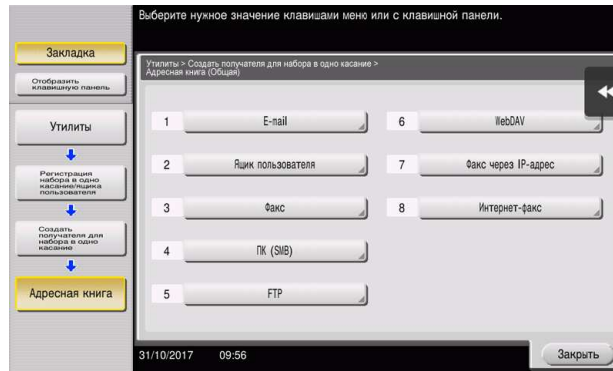 Выберите нужное значение клавишами меню или с клавишной панели.
Закладка
Отобразить
клавишную панель
Утилиты > Создать получателя для набора в одно касание >
Адресная книга (Общая)
Утилиты
Регистрация
набора в одно
касание/ящика
пользователя
Создать
получателя для
набора в одно
касание
Адресная книга
1 E-mail
2 Ящик пользователя
3 Факс
4 ПК (SMB)
5 FTP
6 WebDAV
7 Факс через IP-адрес
8 Интернет-факс
31/10/2017 09:56
Закрыть